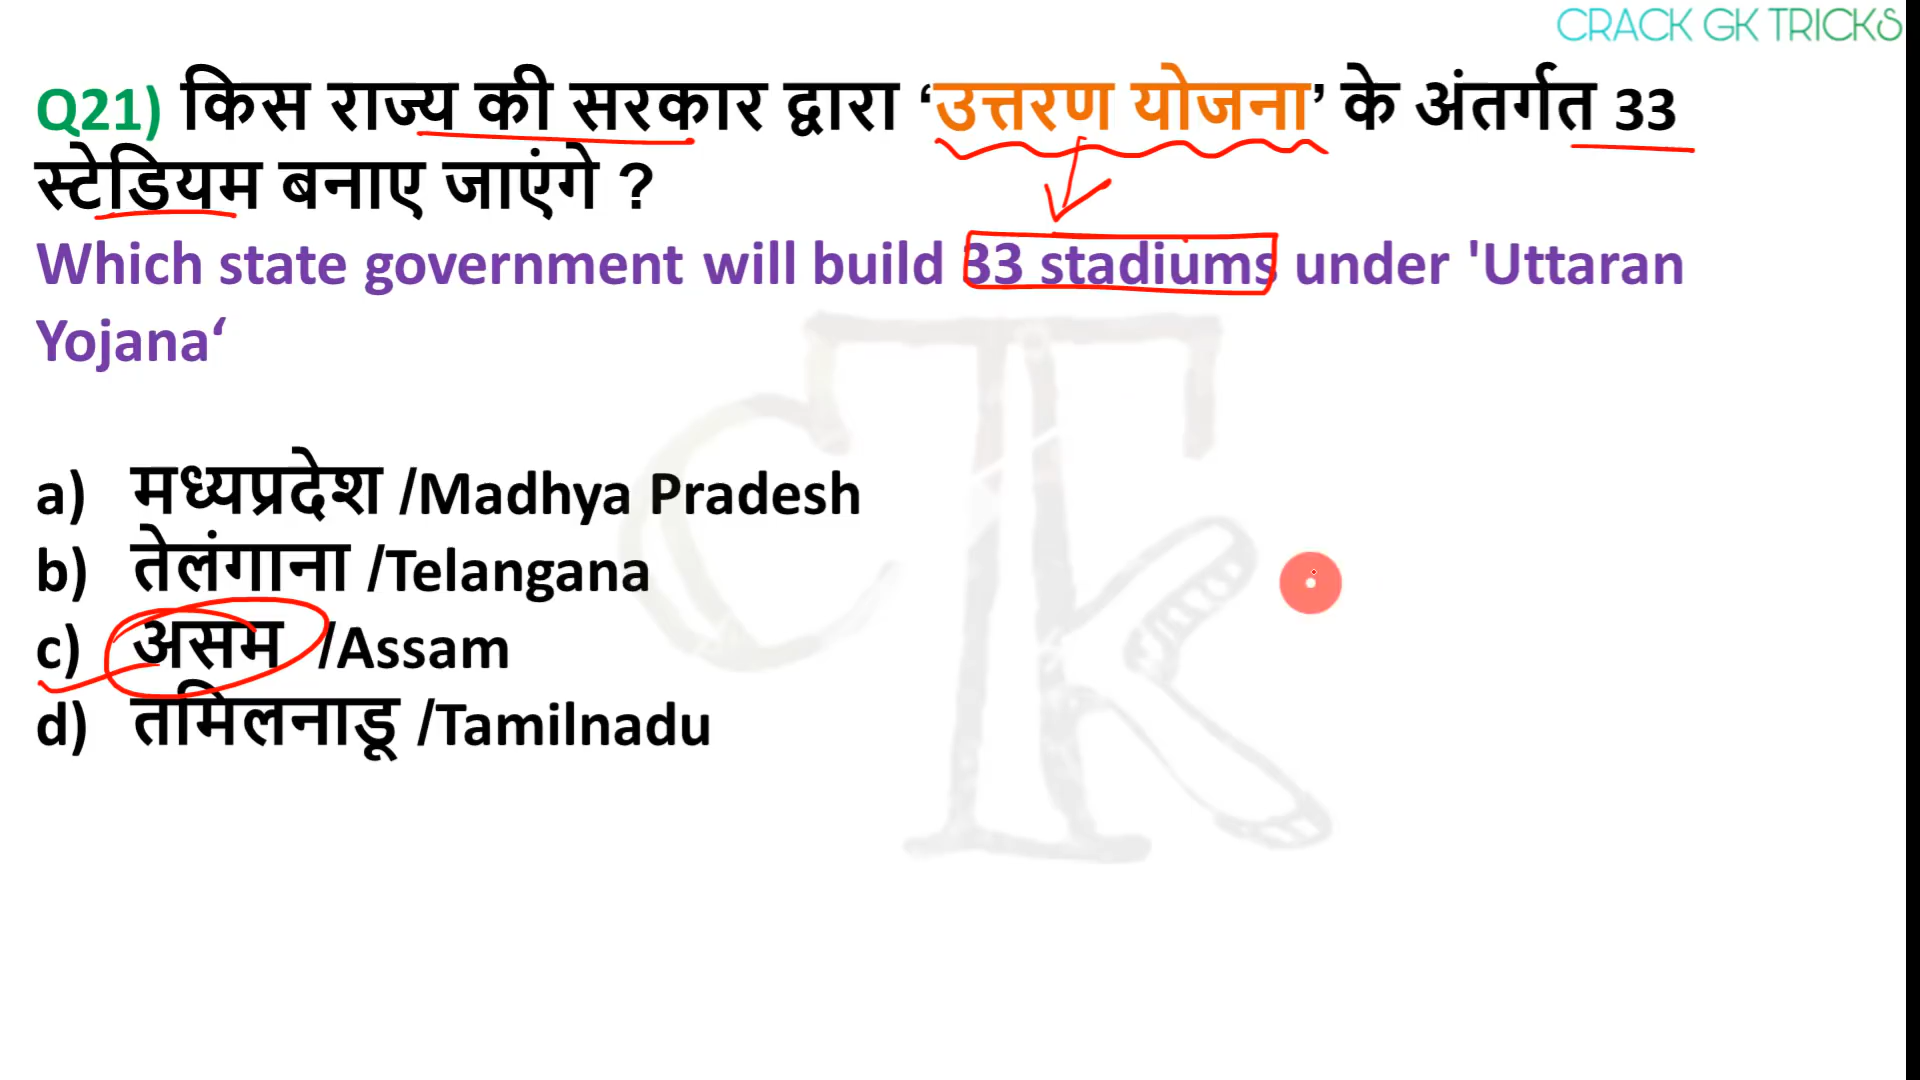 CRACK GK TRICKS
Q21) किस राज्य की सरकार द्वारा ‘उत्तरण योजना’ के अंतर्गत 33
स्टेडियम बनाए जाएंगे ?
Which state government will build 33 stadiums under 'Uttaran
Yojana‘
a) मध्यप्रदेश /Madhya Pradesh
b) तेलंगाना /Telangana
c) असम /Assam
d) तमिलनाडू /Tamilnadu
CTK